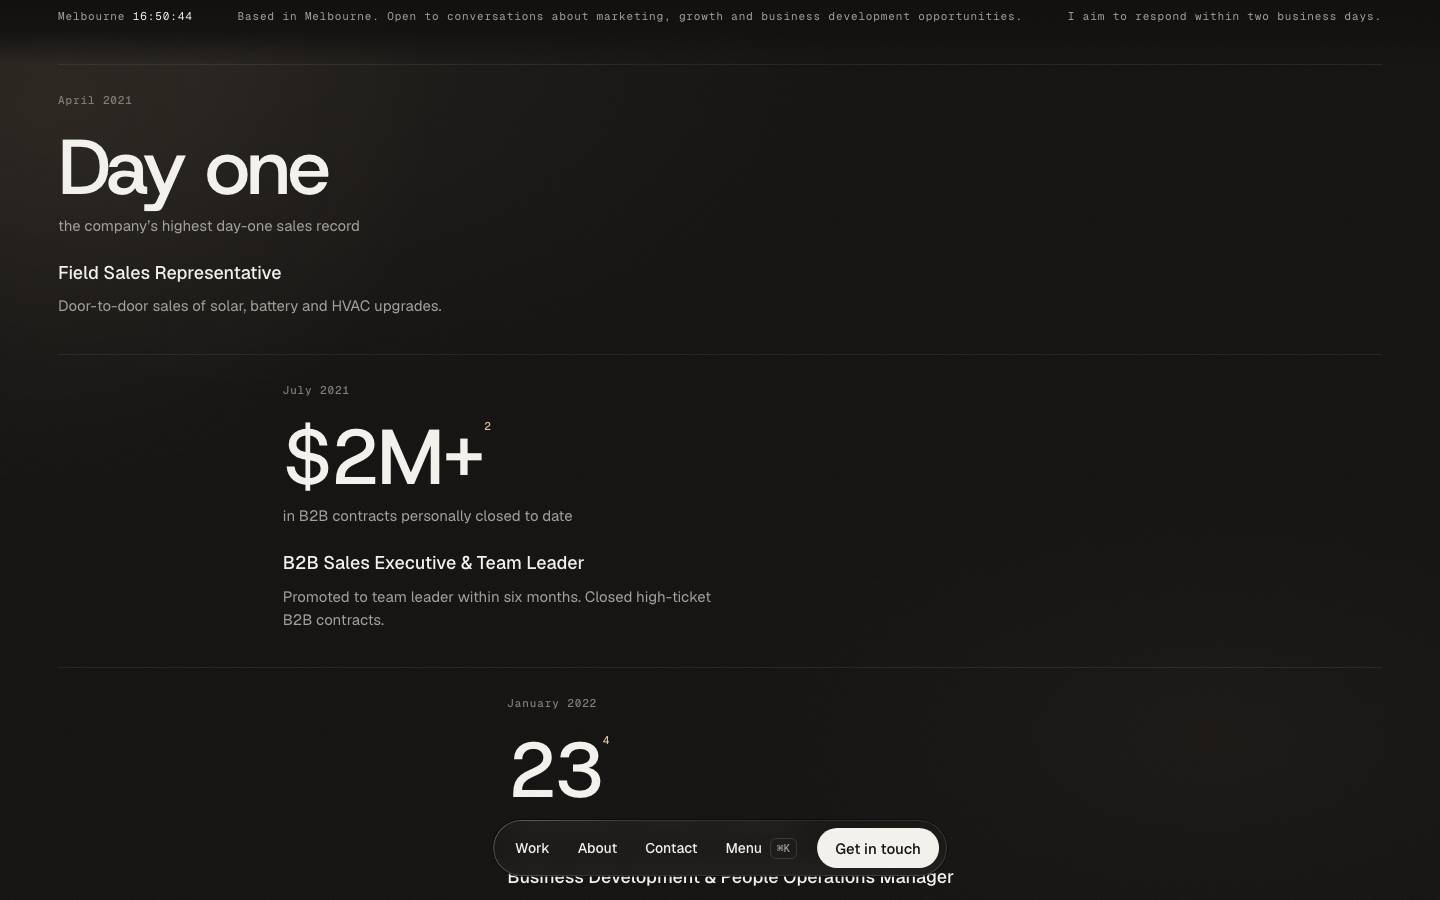 Melbourne 16:50:44
Based in Melbourne. Open to conversations about marketing, growth and business development opportunities.
I aim to respond within two business days.
April 2021
Day one
the company's highest day-one sales record
Field Sales Representative
Door-to-door sales of solar, battery and HVAC upgrades.
July 2021
$2M+ 2
in B2B contracts personally closed to date
B2B Sales Executive & Team Leader
Promoted to team leader within six months. Closed high-ticket
B2B contracts.
January 2022
23 4
Work About Contact Menu ⌘K Get in touch
Business Development & People Operations Manager